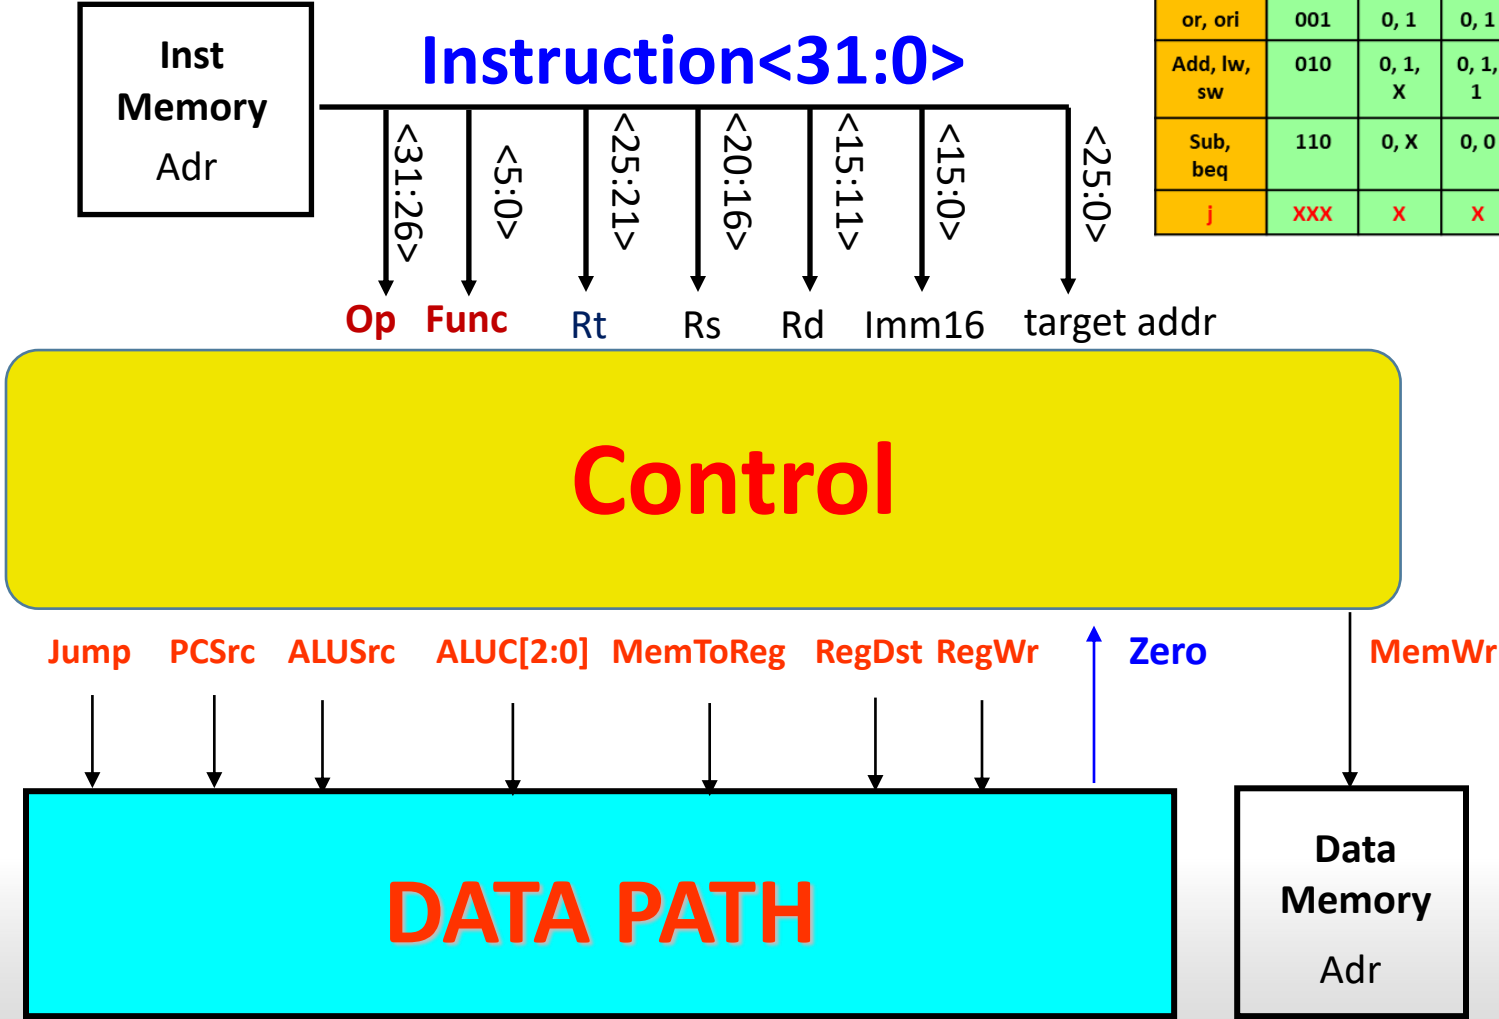 Inst
Memory
Adr
Instruction<31:0>
or, ori 001 0, 1 0, 1
Add, lw, sw 010 0, 1, X 0, 1, 1
Sub, beq 110 0, X 0, 0
j XXX X X
<31:26>
<5:0>
<25:21>
<20:16>
<15:11>
<15:0>
<25:0>
Op Func Rt Rs Rd Imm16 target addr
Control
Jump PCSrc ALUSrc ALUC[2:0] MemToReg RegDst RegWr Zero MemWr
DATA PATH
Data
Memory
Adr